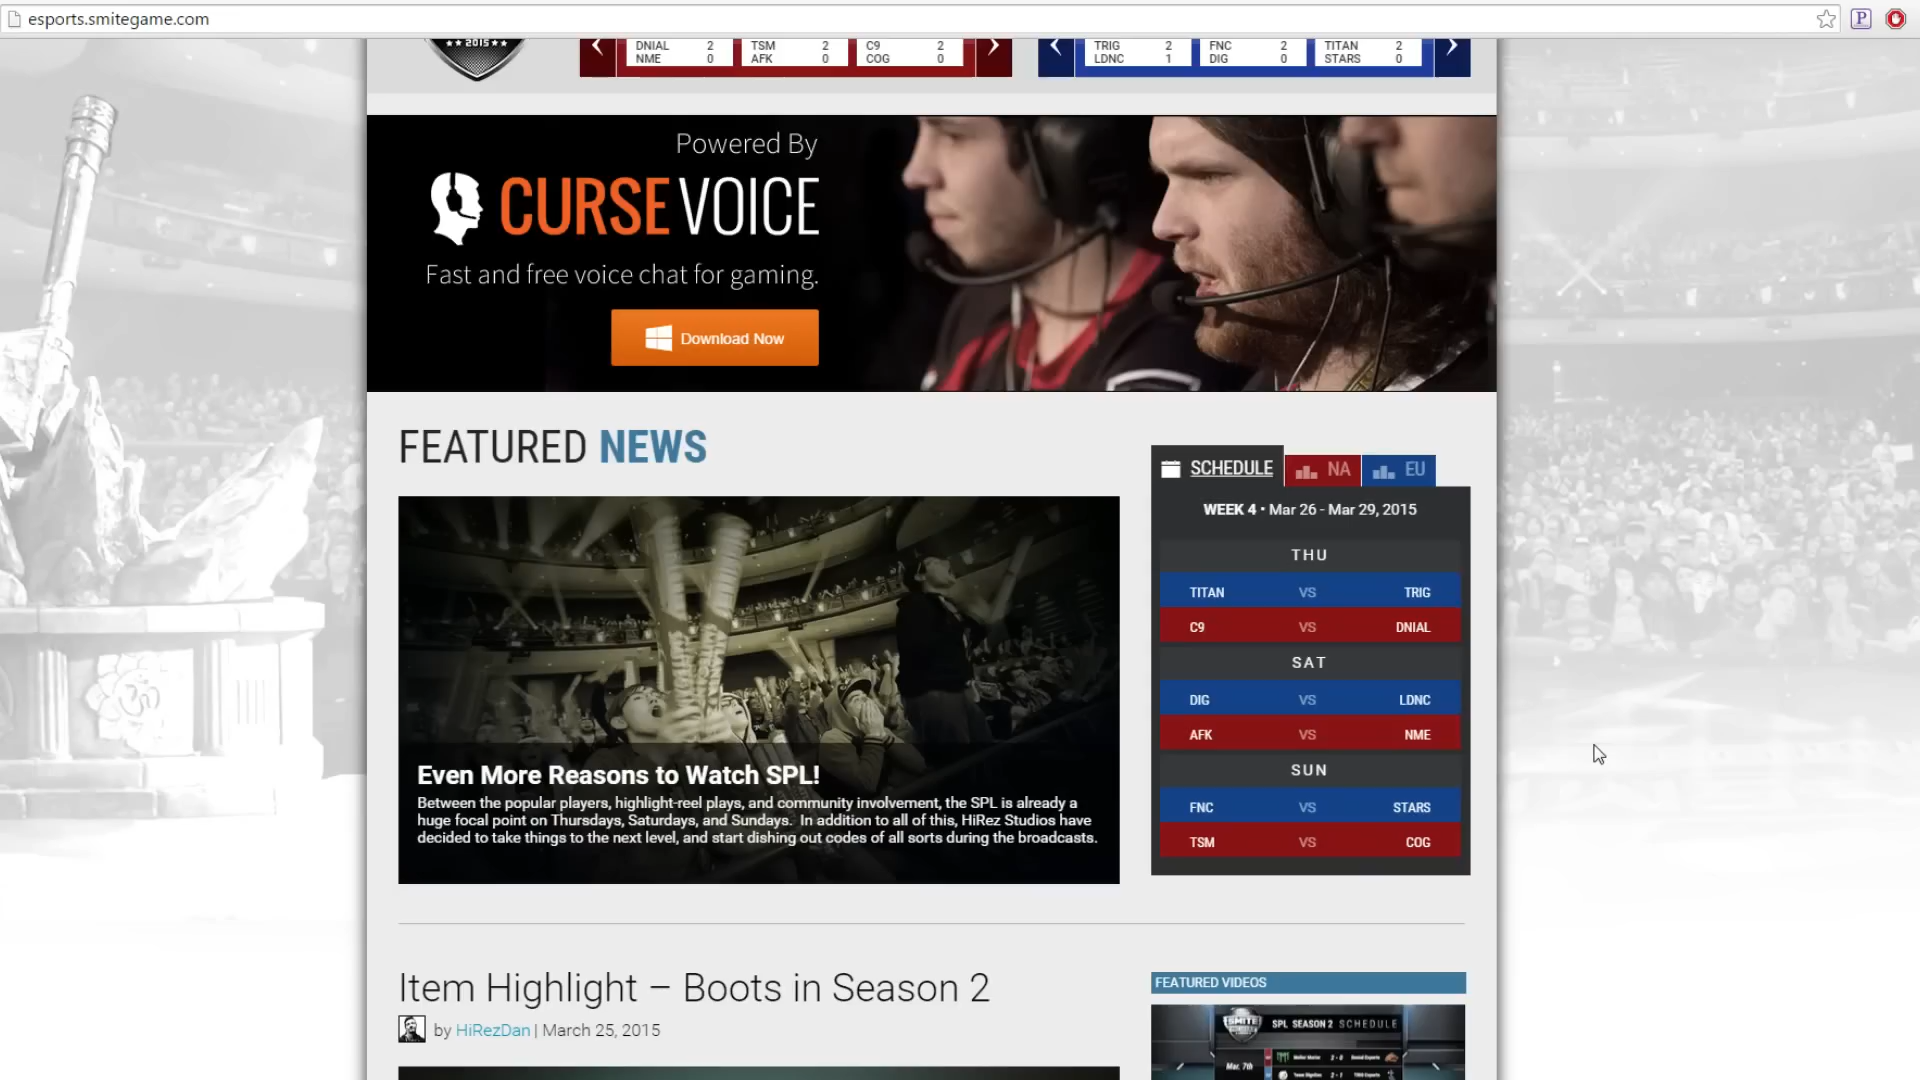 esports.smitegame.com
P
★★ 2015 ★★
DNIAL 2 TSM 2 C9 2
NME 0 AFK 0 COG 0
TRIG 2 FNC 2 TITAN 2
LDNC 1 DIG 0 STARS 0
Powered By
CURSE VOICE
Fast and free voice chat for gaming.
Download Now
FEATURED NEWS
Even More Reasons to Watch SPL!
Between the popular players, highlight-reel plays, and community involvement, the SPL is already a
huge focal point on Thursdays, Saturdays, and Sundays. In addition to all of this, HiRez Studios have
decided to take things to the next level, and start dishing out codes of all sorts during the broadcasts.
SCHEDULE NA EU
WEEK 4 • Mar 26 - Mar 29, 2015
THU
TITAN VS TRIG
C9 VS DNIAL
SAT
DIG VS LDNC
AFK VS NME
SUN
FNC VS STARS
TSM VS COG
Item Highlight – Boots in Season 2
by HiRezDan | March 25, 2015
FEATURED VIDEOS
SMITE
SPL SEASON 2 SCHEDULE
Mar. 7th